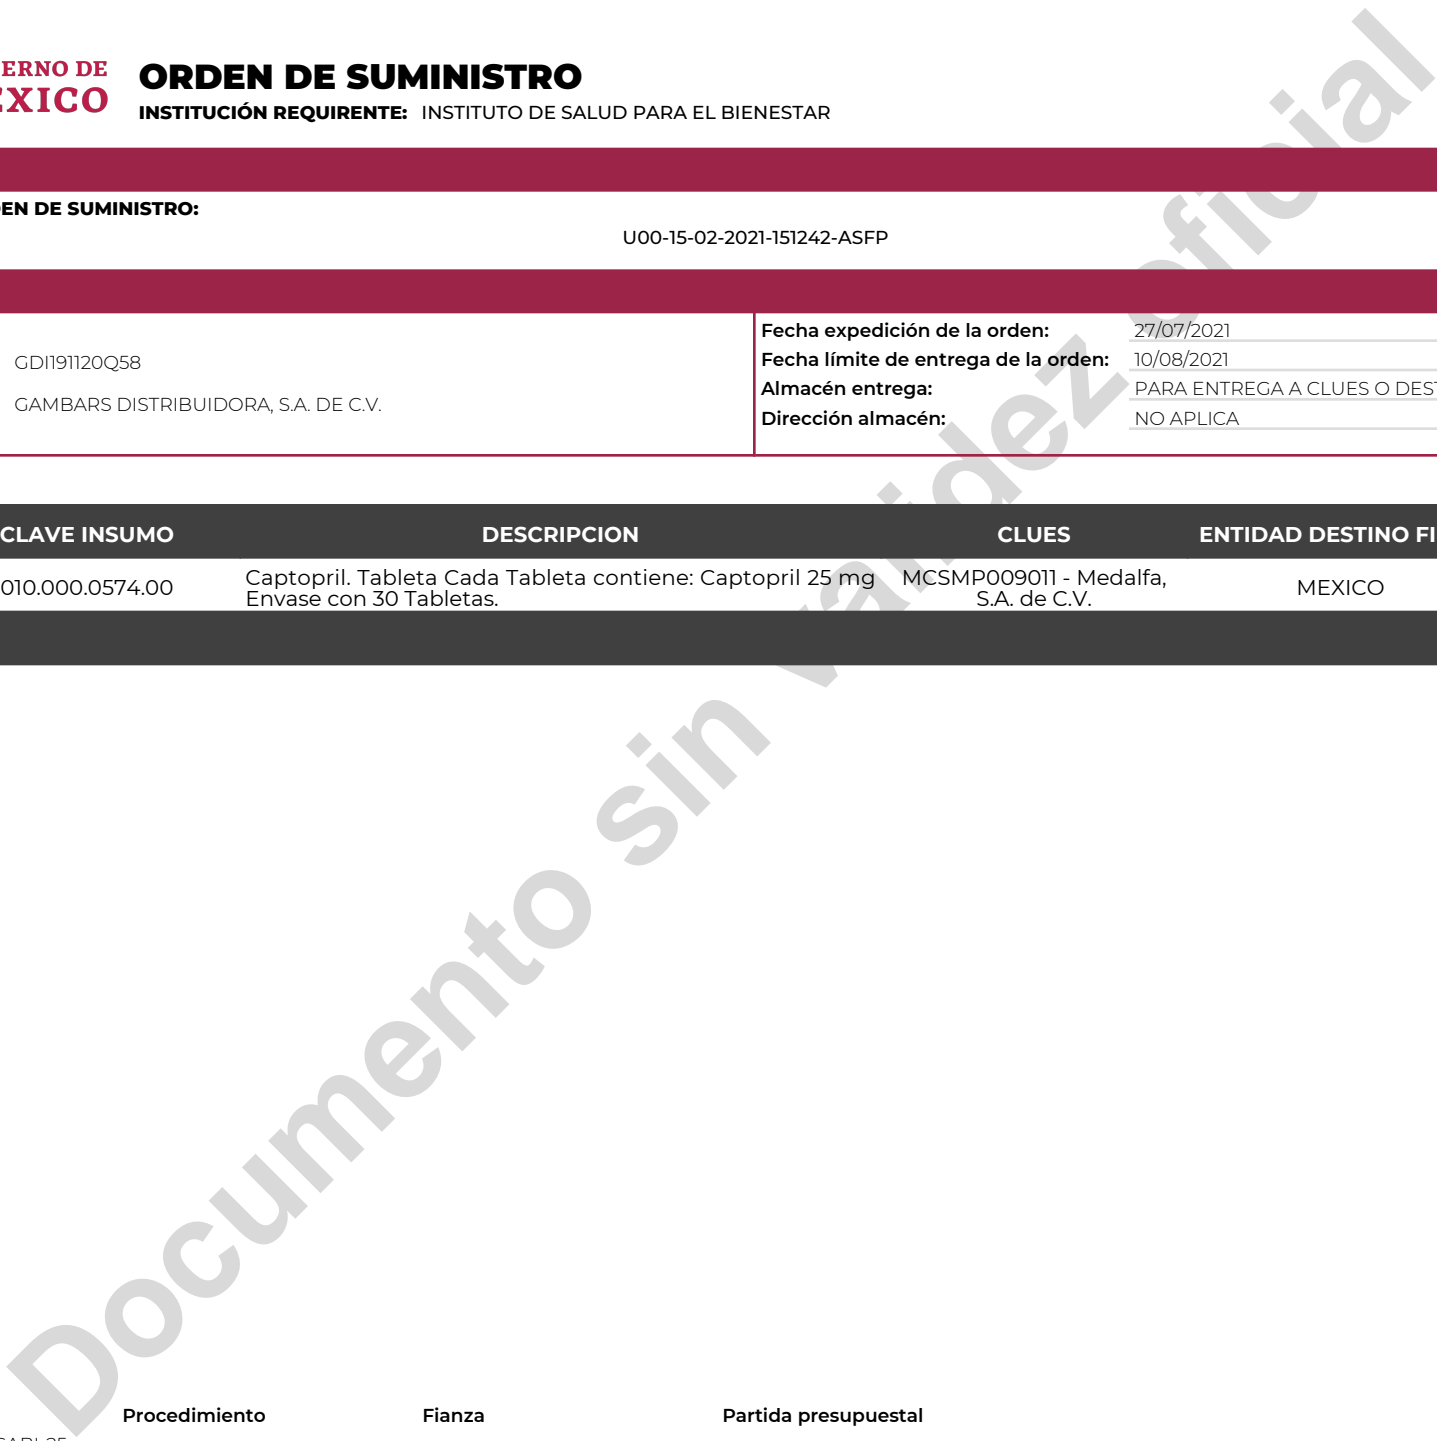 ERNO DE
EXICO
ORDEN DE SUMINISTRO
INSTITUCIÓN REQUIRENTE: INSTITUTO DE SALUD PARA EL BIENESTAR
EN DE SUMINISTRO:
U00-15-02-2021-151242-ASFP
GDI191120Q58
GAMBARS DISTRIBUIDORA, S.A. DE C.V.
Fecha expedición de la orden: 27/07/2021
Fecha límite de entrega de la orden: 10/08/2021
Almacén entrega: PARA ENTREGA A CLUES O DEST
Dirección almacén: NO APLICA
CLAVE INSUMO DESCRIPCION CLUES ENTIDAD DESTINO FI
010.000.0574.00 Captopril. Tableta Cada Tableta contiene: Captopril 25 mg Envase con 30 Tabletas. MCSMP009011 - Medalfa, S.A. de C.V. MEXICO
Documento sin validez oficial
Procedimiento Fianza Partida presupuestal